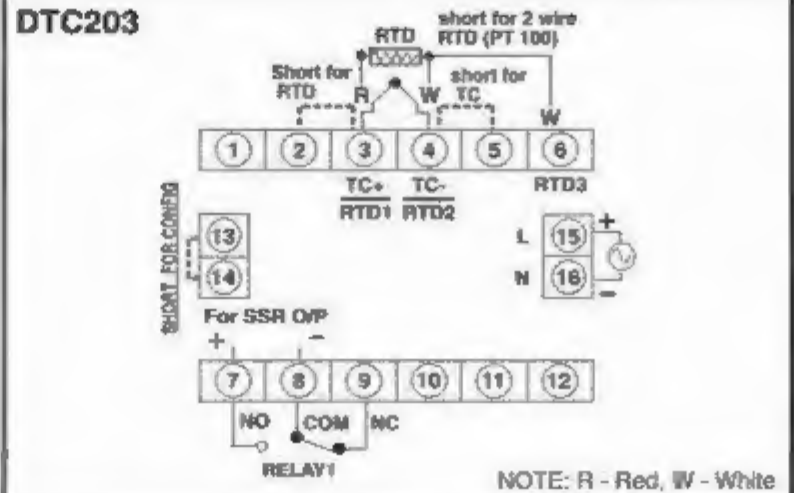 DTC203
short for 2 wire
RTD (PT 100)
RTD
Short for
RTD
R
W
short for
TC
W
1 2 3 4 5 6
TC+ TC- RTD3
RTD1 RTD2
SHORT FOR CONFIG
13
14
L 15 +
N 16 −
For SSR O/P
+ −
7 8 9 10 11 12
NO COM NC
RELAY1
NOTE: R - Red, W - White